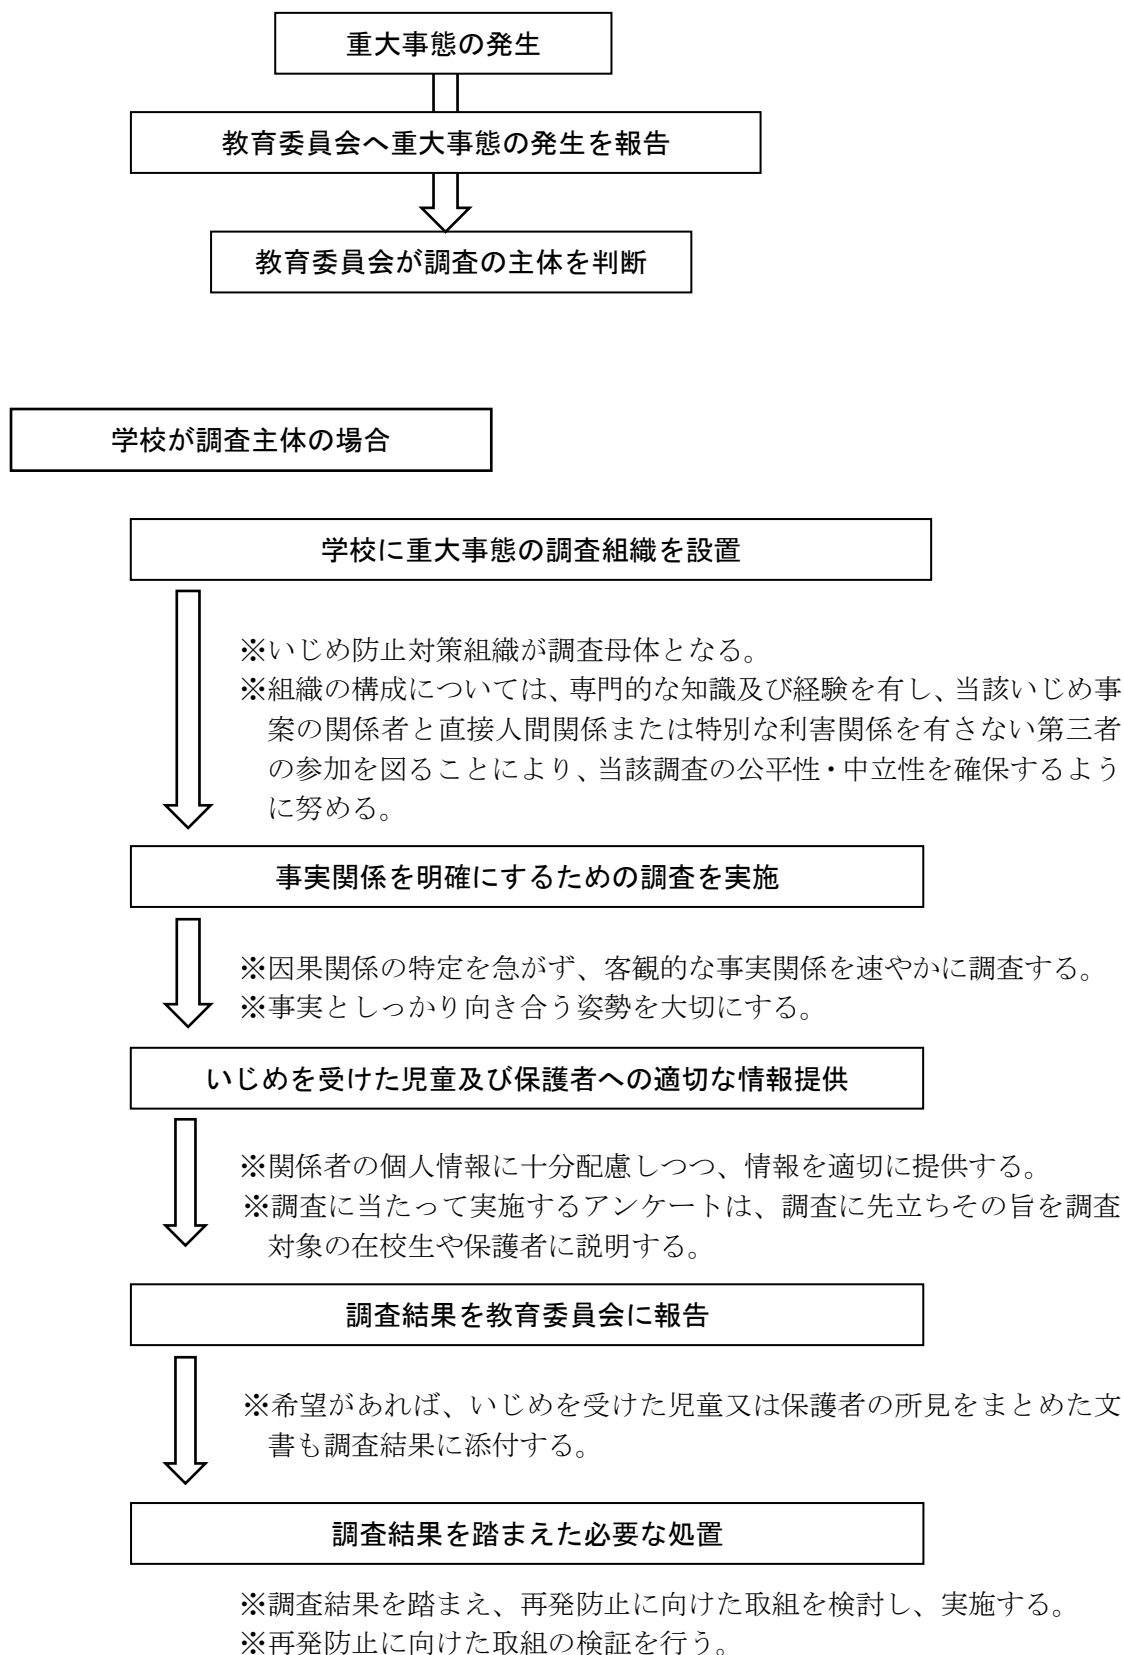 重大事態の発生
教育委員会へ重大事態の発生を報告
教育委員会が調査の主体を判断
学校が調査主体の場合
学校に重大事態の調査組織を設置
※いじめ防止対策組織が調査母体となる。
※組織の構成については、専門的な知識及び経験を有し、当該いじめ事
案の関係者と直接人間関係または特別な利害関係を有さない第三者
の参加を図ることにより、当該調査の公平性・中立性を確保するよう
に努める。
事実関係を明確にするための調査を実施
※因果関係の特定を急がず、客観的な事実関係を速やかに調査する。
※事実としっかり向き合う姿勢を大切にする。
いじめを受けた児童及び保護者への適切な情報提供
※関係者の個人情報に十分配慮しつつ、情報を適切に提供する。
※調査に当たって実施するアンケートは、調査に先立ちその旨を調査
対象の在校生や保護者に説明する。
調査結果を教育委員会に報告
※希望があれば、いじめを受けた児童又は保護者の所見をまとめた文
書も調査結果に添付する。
調査結果を踏まえた必要な処置
※調査結果を踏まえ、再発防止に向けた取組を検討し、実施する。
※再発防止に向けた取組の検証を行う。